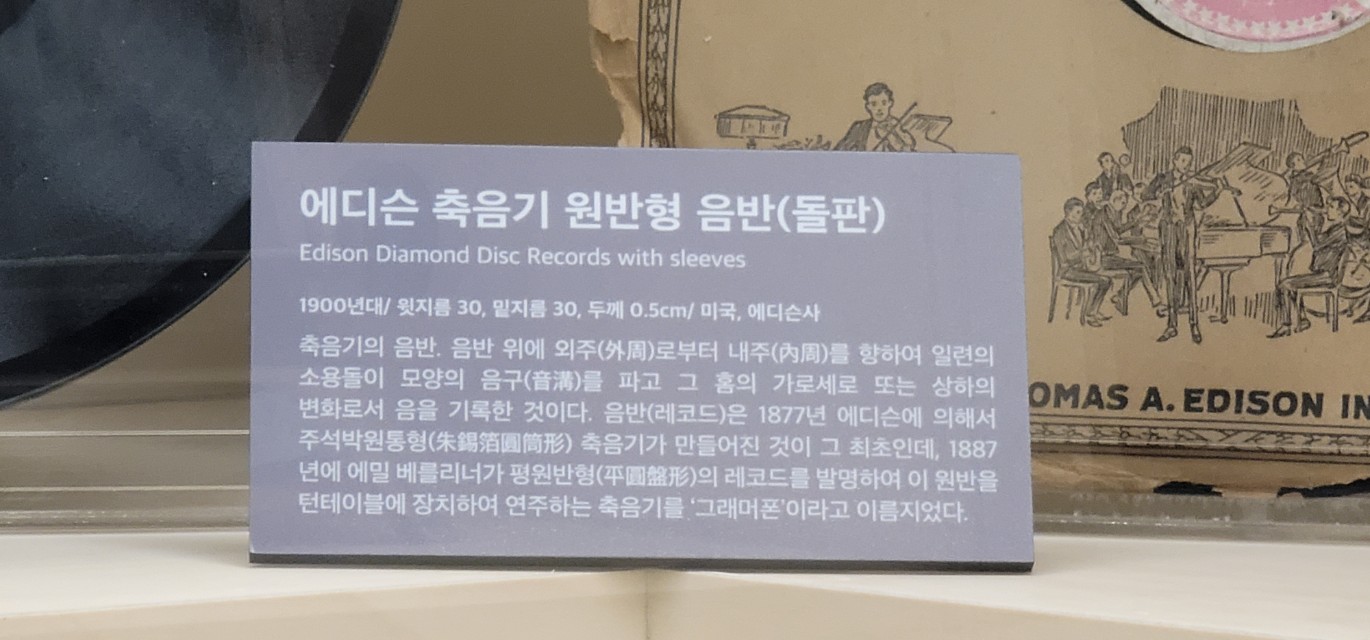 에디슨 축음기 원반형 음반(돌판)
Edison Diamond Disc Records with sleeves
1900년대/ 윗지름 30, 밑지름 30, 두께 0.5cm/ 미국, 에디슨사
축음기의 음반. 음반 위에 외주(外周)로부터 내주(內周)를 향하여 일련의
소용돌이 모양의 음구(音溝)를 파고 그 홈의 가로세로 또는 상하의
변화로서 음을 기록한 것이다. 음반(레코드)은 1877년 에디슨에 의해서
주석박원통형(朱錫箔圓筒形) 축음기가 만들어진 것이 그 최초인데, 1887
년에 에밀 베를리너가 평원반형(平圓盤形)의 레코드를 발명하여 이 원반을
턴테이블에 장치하여 연주하는 축음기를 ‘그래머폰’이라고 이름지었다.
OMAS A. EDISON IN